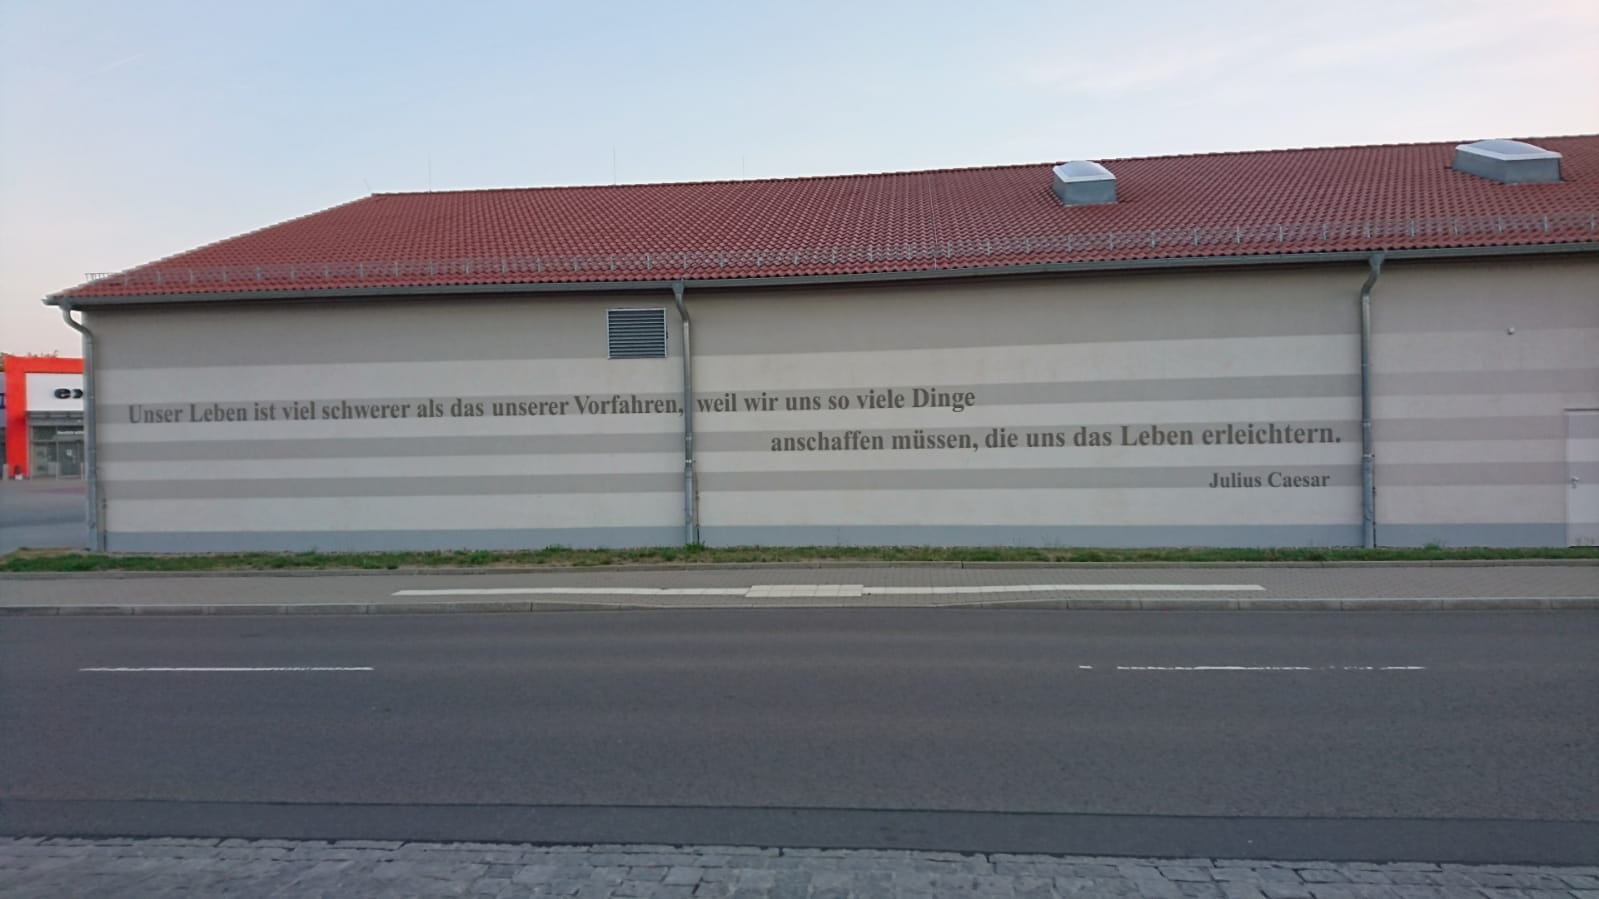 Unser Leben ist viel schwerer als das unserer Vorfahren, weil wir uns so viele Dinge
anschaffen müssen, die uns das Leben erleichtern.
Julius Caesar